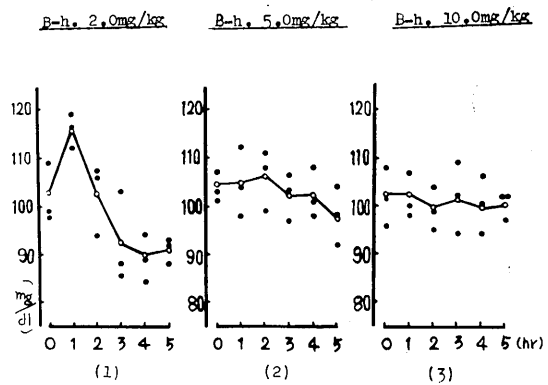 B-h. 2.0mg/kg B-h. 5.0mg/kg B-h. 10.0mg/kg
120 120 120
110 110 110
100 100 100
90 90 90
80 80
(mg/dl)
0 1 2 3 4 5 0 1 2 3 4 5 0 1 2 3 4 5 (hr)
(1) (2) (3)